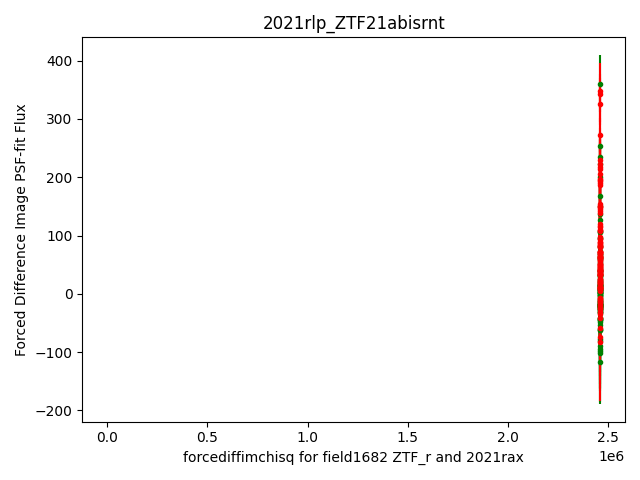 2021rlp_ZTF21abisrnt
Forced Difference Image PSF-fit Flux
400
300
200
100
0
−100
−200
0.0 0.5 1.0 1.5 2.0 2.5
1e6
forcediffimchisq for field1682 ZTF_r and 2021rax